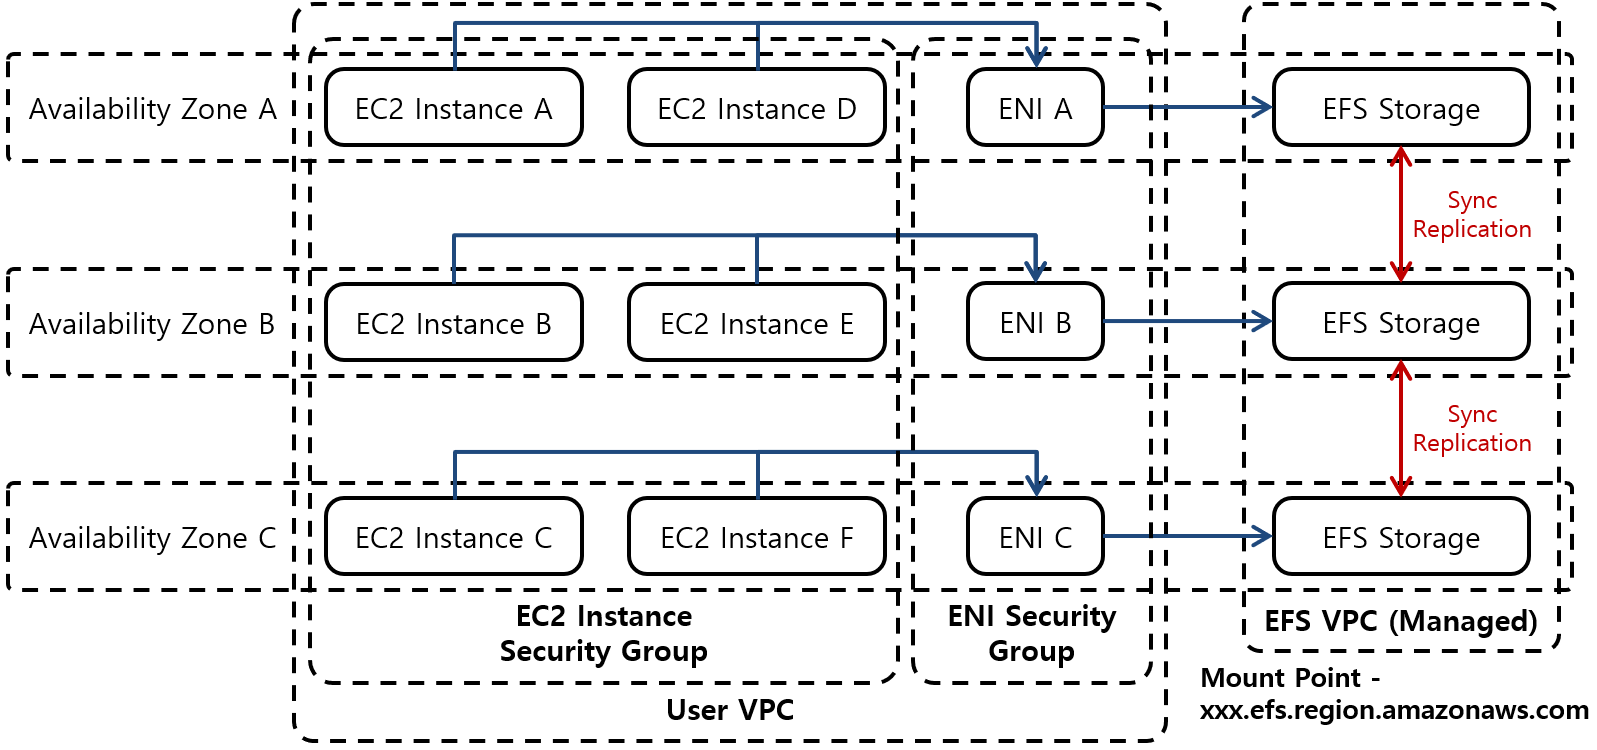 Availability Zone A
EC2 Instance A
EC2 Instance D
ENI A
EFS Storage
Sync
Replication
Availability Zone B
EC2 Instance B
EC2 Instance E
ENI B
EFS Storage
Sync
Replication
Availability Zone C
EC2 Instance C
EC2 Instance F
ENI C
EFS Storage
EC2 Instance
Security Group
ENI Security
Group
EFS VPC (Managed)
User VPC
Mount Point -
xxx.efs.region.amazonaws.com